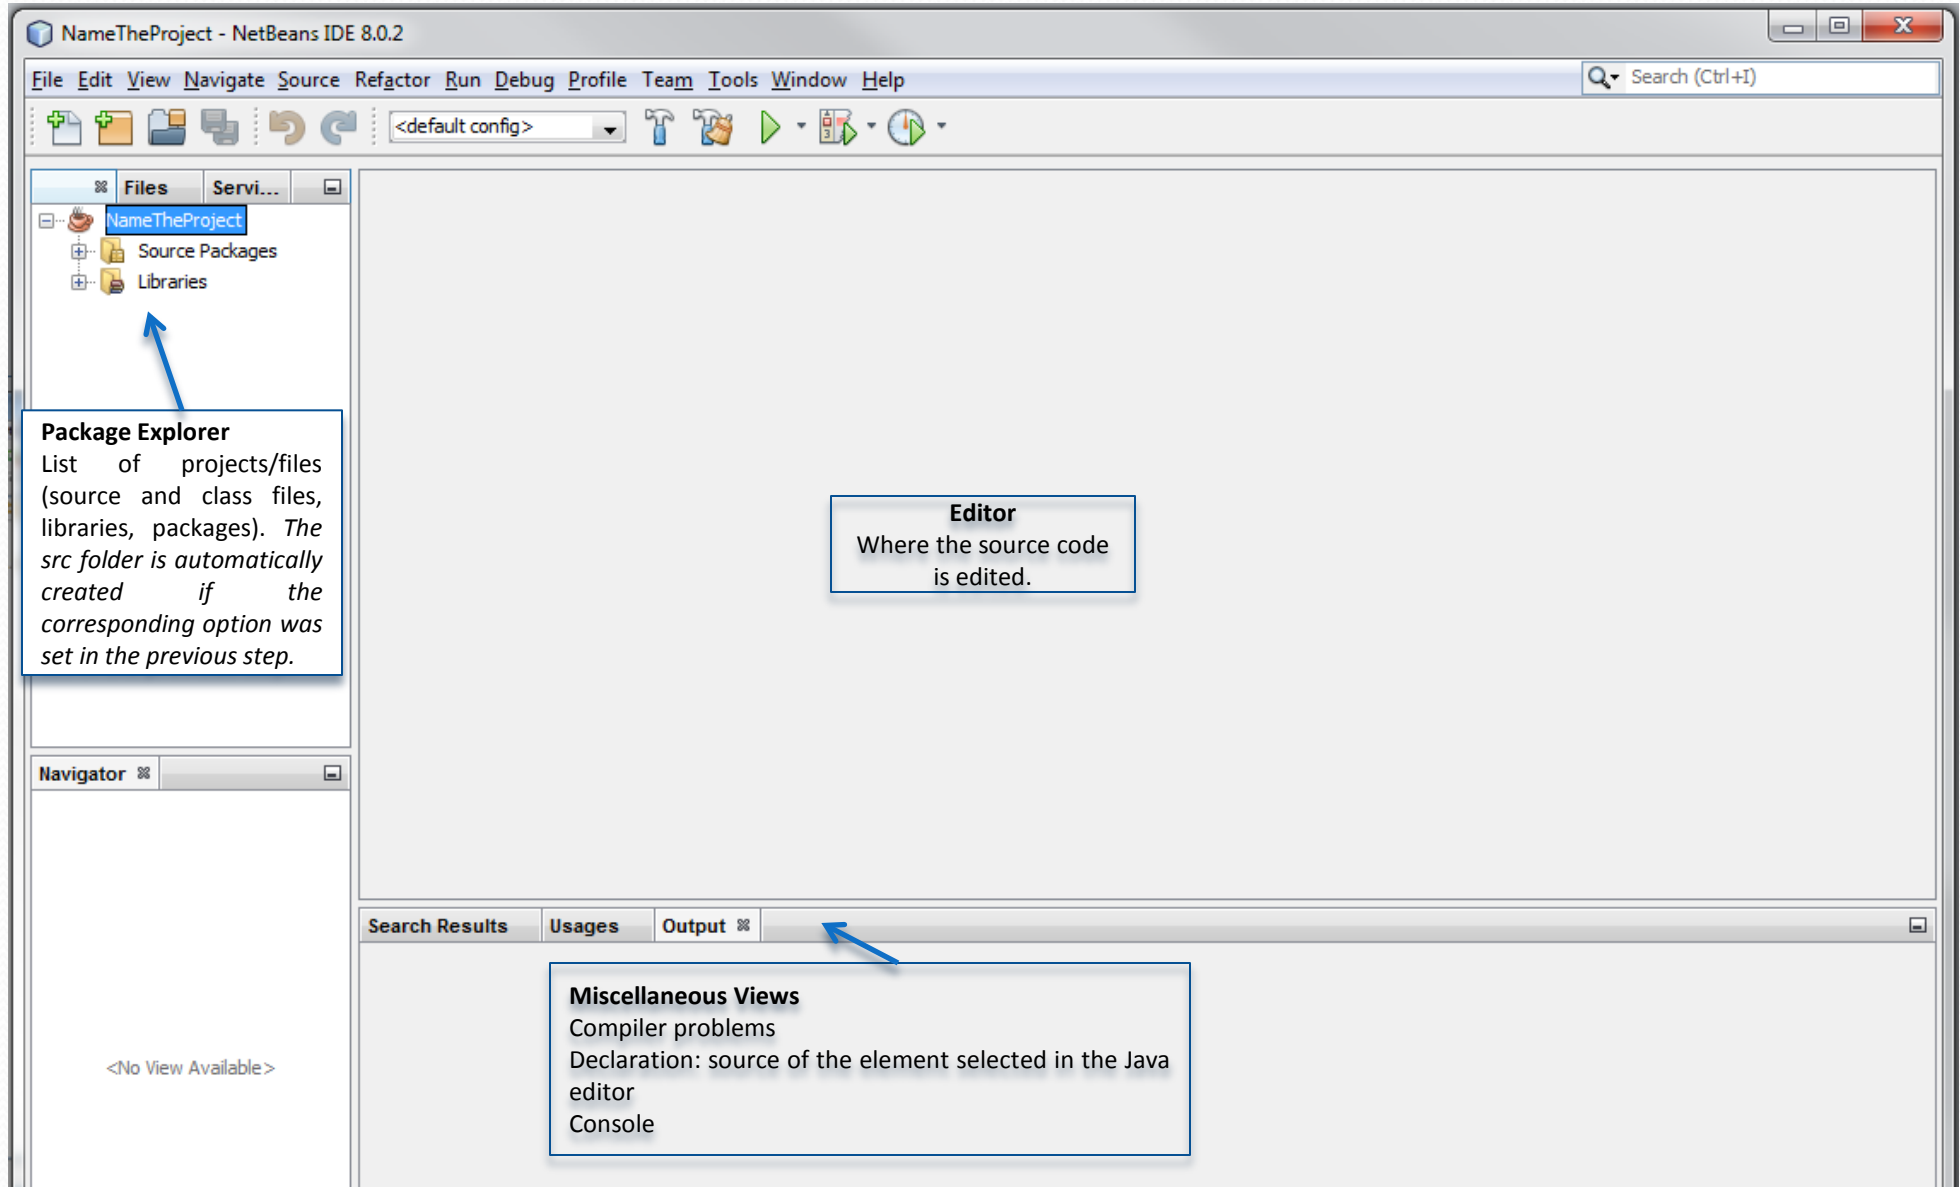 NameTheProject - NetBeans IDE 8.0.2
File Edit View Navigate Source Refactor Run Debug Profile Team Tools Window Help
Search (Ctrl+I)
<default config>
Files Servi...
NameTheProject
Source Packages
Libraries
Package Explorer
List of projects/files
(source and class files,
libraries, packages). The
src folder is automatically
created if the
corresponding option was
set in the previous step.
Editor
Where the source code
is edited.
Navigator
<No View Available>
Search Results Usages Output
Miscellaneous Views
Compiler problems
Declaration: source of the element selected in the Java
editor
Console